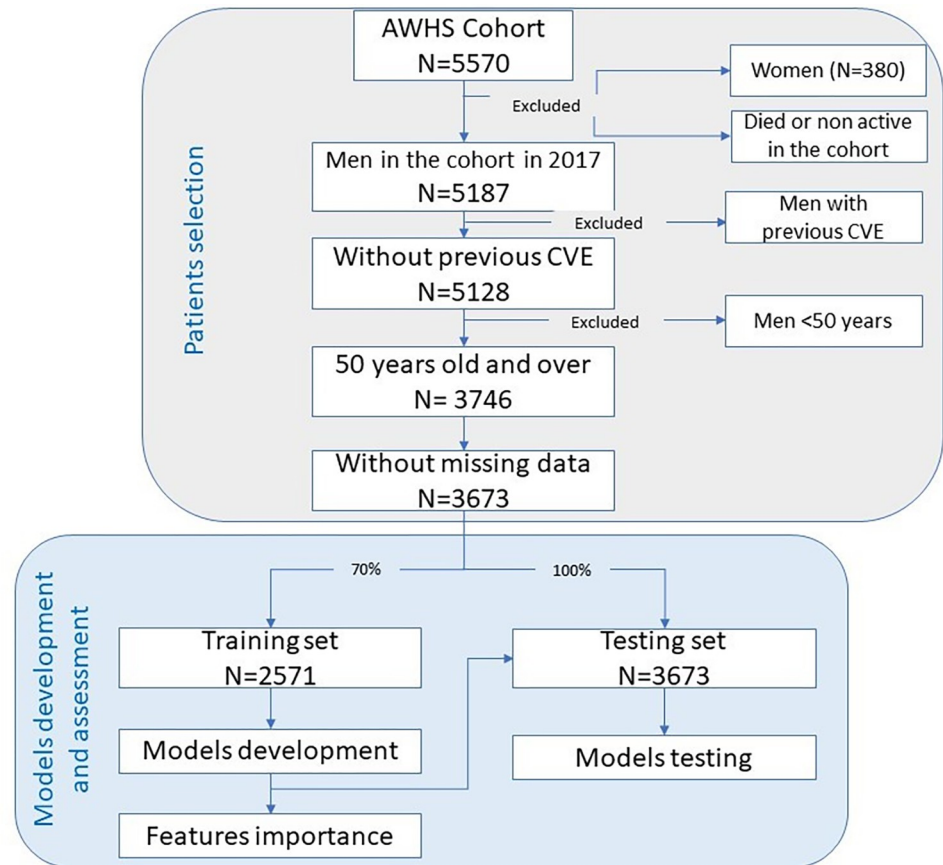 AWHS Cohort
N=5570
Excluded
Women (N=380)
Died or non active
in the cohort
Men in the cohort in 2017
N=5187
Excluded
Men with
previous CVE
Without previous CVE
N=5128
Excluded
Men <50 years
50 years old and over
N= 3746
Without missing data
N=3673
Patients selection
70%
100%
Training set
N=2571
Testing set
N=3673
Models development
Models testing
Features importance
Models development
and assessment